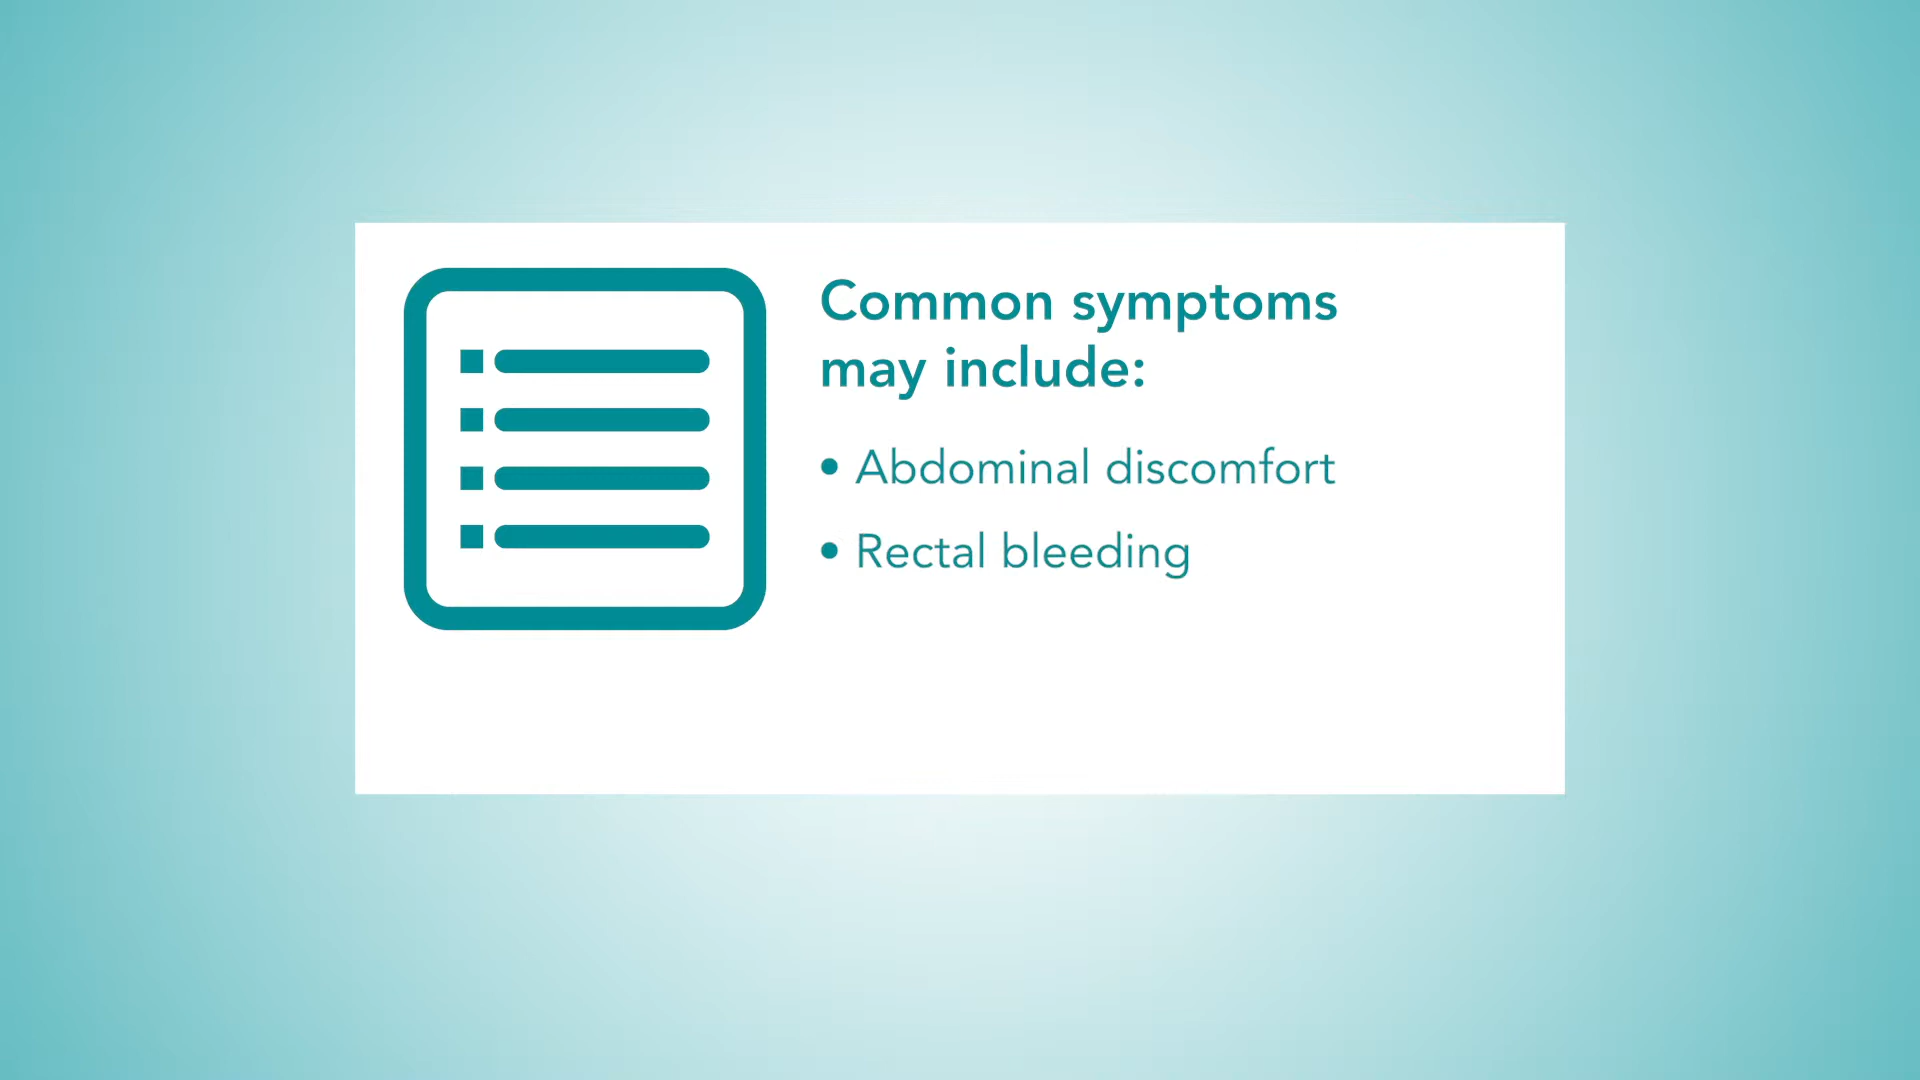 Common symptoms
may include:
• Abdominal discomfort
• Rectal bleeding